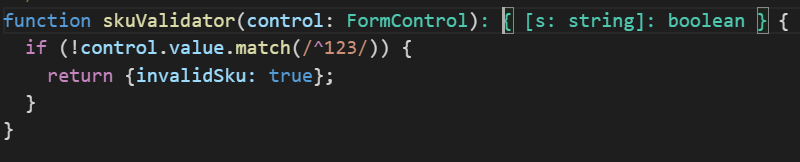 function skuValidator(control: FormControl): { [s: string]: boolean } {
  if (!control.value.match(/^123/)) {
    return {invalidSku: true};
  }
}